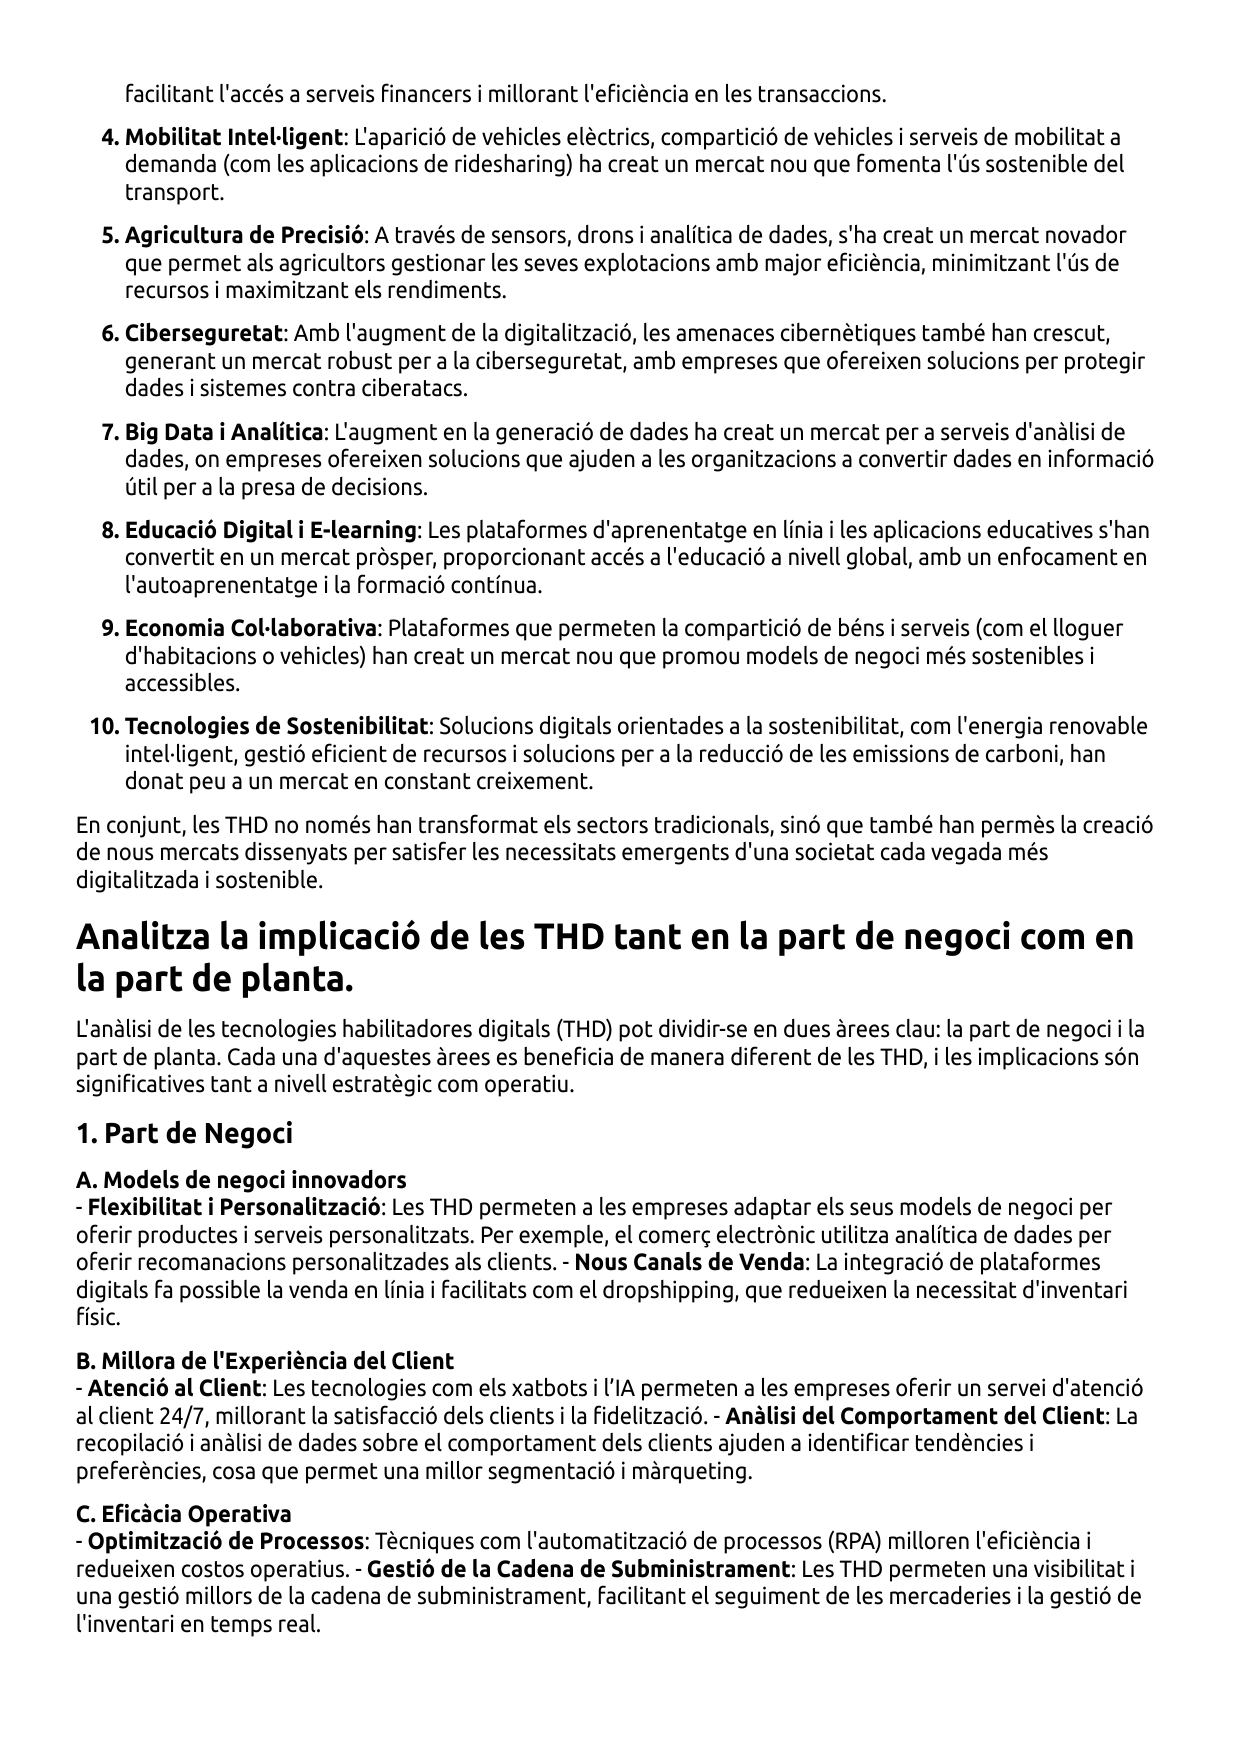 facilitant l'accés a serveis financers i millorant l'eficiència en les transaccions.
4. Mobilitat Intel·ligent: L'aparició de vehicles elèctrics, compartició de vehicles i serveis de mobilitat a
demanda (com les aplicacions de ridesharing) ha creat un mercat nou que fomenta l'ús sostenible del
transport.
5. Agricultura de Precisió: A través de sensors, drons i analítica de dades, s'ha creat un mercat novador
que permet als agricultors gestionar les seves explotacions amb major eficiència, minimitzant l'ús de
recursos i maximitzant els rendiments.
6. Ciberseguretat: Amb l'augment de la digitalització, les amenaces cibernètiques també han crescut,
generant un mercat robust per a la ciberseguretat, amb empreses que ofereixen solucions per protegir
dades i sistemes contra ciberatacs.
7. Big Data i Analítica: L'augment en la generació de dades ha creat un mercat per a serveis d'anàlisi de
dades, on empreses ofereixen solucions que ajuden a les organitzacions a convertir dades en informació
útil per a la presa de decisions.
8. Educació Digital i E-learning: Les plataformes d'aprenentatge en línia i les aplicacions educatives s'han
convertit en un mercat pròsper, proporcionant accés a l'educació a nivell global, amb un enfocament en
l'autoaprenentatge i la formació contínua.
9. Economia Col·laborativa: Plataformes que permeten la compartició de béns i serveis (com el lloguer
d'habitacions o vehicles) han creat un mercat nou que promou models de negoci més sostenibles i
accessibles.
10. Tecnologies de Sostenibilitat: Solucions digitals orientades a la sostenibilitat, com l'energia renovable
intel·ligent, gestió eficient de recursos i solucions per a la reducció de les emissions de carboni, han
donat peu a un mercat en constant creixement.
En conjunt, les THD no només han transformat els sectors tradicionals, sinó que també han permès la creació
de nous mercats dissenyats per satisfer les necessitats emergents d'una societat cada vegada més
digitalitzada i sostenible.
Analitza la implicació de les THD tant en la part de negoci com en
la part de planta.
L'anàlisi de les tecnologies habilitadores digitals (THD) pot dividir-se en dues àrees clau: la part de negoci i la
part de planta. Cada una d'aquestes àrees es beneficia de manera diferent de les THD, i les implicacions són
significatives tant a nivell estratègic com operatiu.
1. Part de Negoci
A. Models de negoci innovadors
- Flexibilitat i Personalització: Les THD permeten a les empreses adaptar els seus models de negoci per
oferir productes i serveis personalitzats. Per exemple, el comerç electrònic utilitza analítica de dades per
oferir recomanacions personalitzades als clients. - Nous Canals de Venda: La integració de plataformes
digitals fa possible la venda en línia i facilitats com el dropshipping, que redueixen la necessitat d'inventari
físic.
B. Millora de l'Experiència del Client
- Atenció al Client: Les tecnologies com els xatbots i l’IA permeten a les empreses oferir un servei d'atenció
al client 24/7, millorant la satisfacció dels clients i la fidelització. - Anàlisi del Comportament del Client: La
recopilació i anàlisi de dades sobre el comportament dels clients ajuden a identificar tendències i
preferències, cosa que permet una millor segmentació i màrqueting.
C. Eficàcia Operativa
- Optimització de Processos: Tècniques com l'automatització de processos (RPA) milloren l'eficiència i
redueixen costos operatius. - Gestió de la Cadena de Subministrament: Les THD permeten una visibilitat i
una gestió millors de la cadena de subministrament, facilitant el seguiment de les mercaderies i la gestió de
l'inventari en temps real.